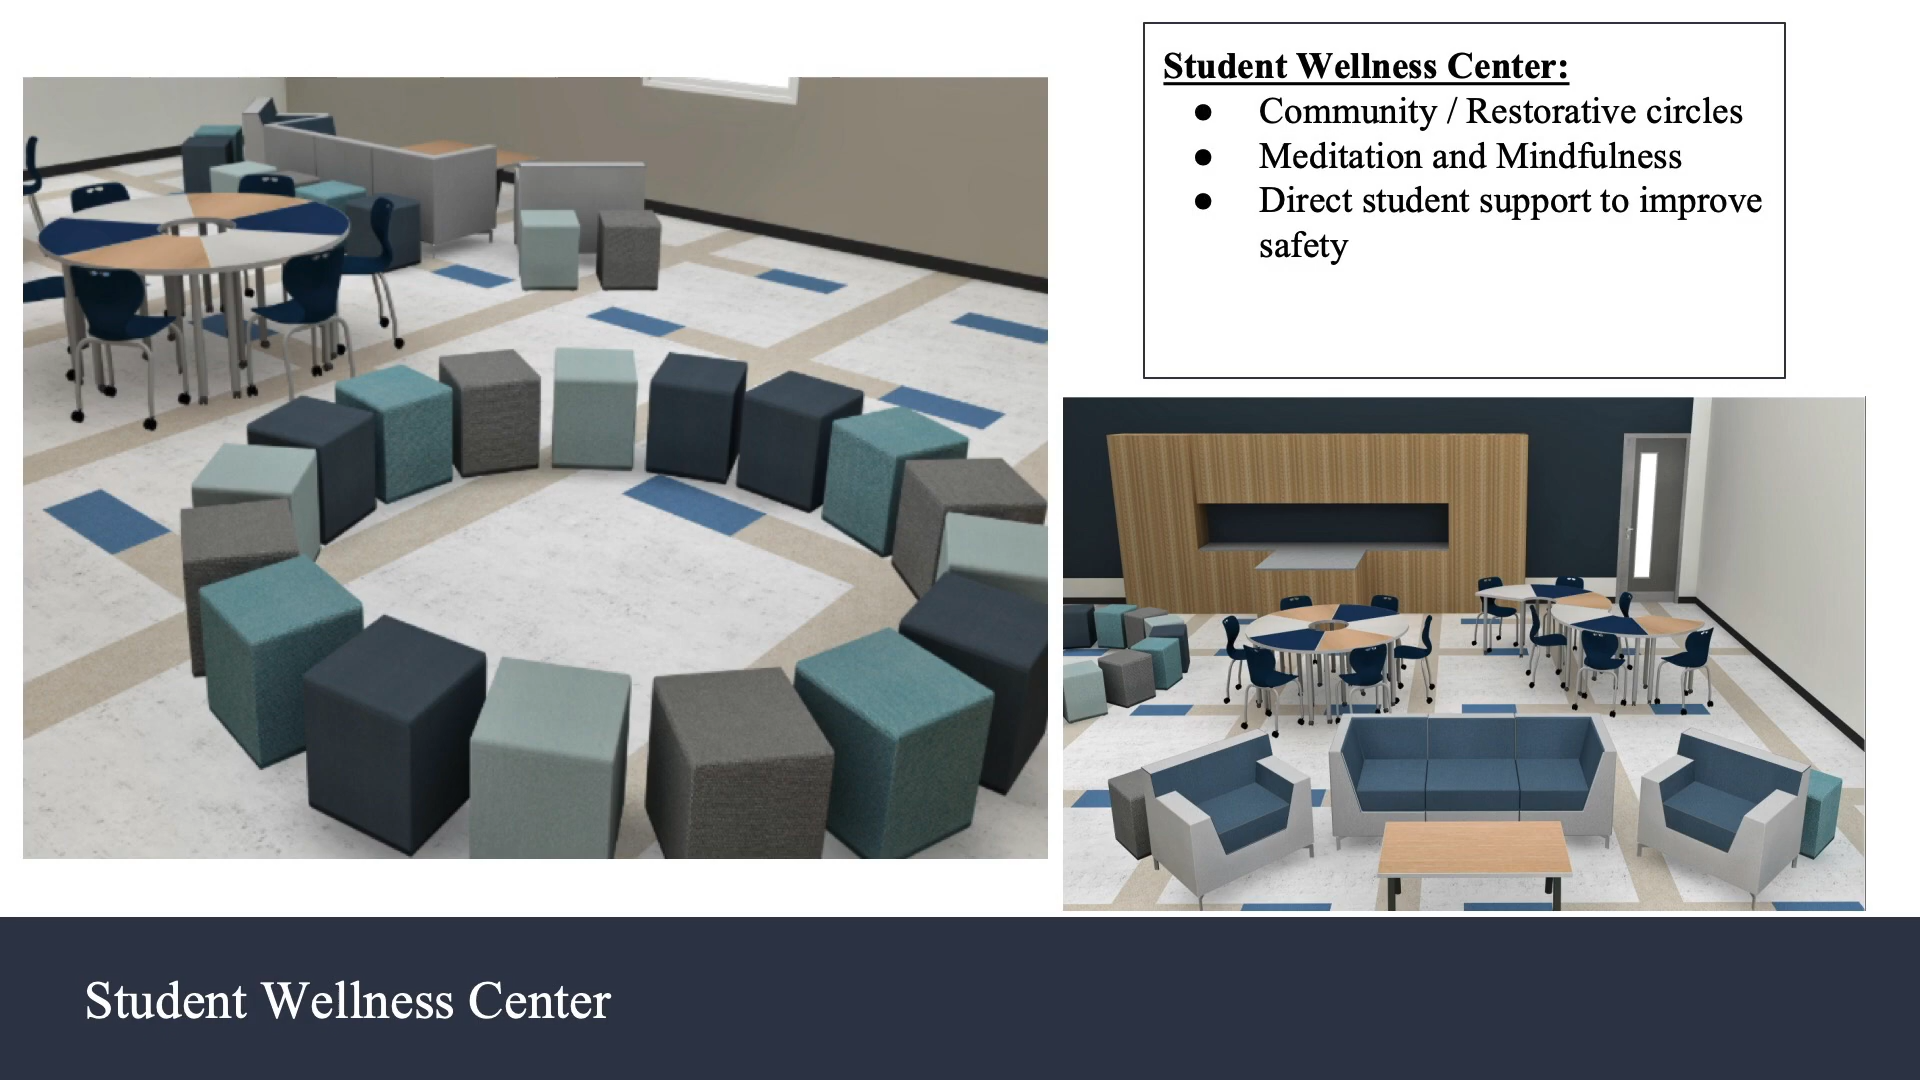 Student Wellness Center:
● Community / Restorative circles
● Meditation and Mindfulness
● Direct student support to improve
safety
Student Wellness Center